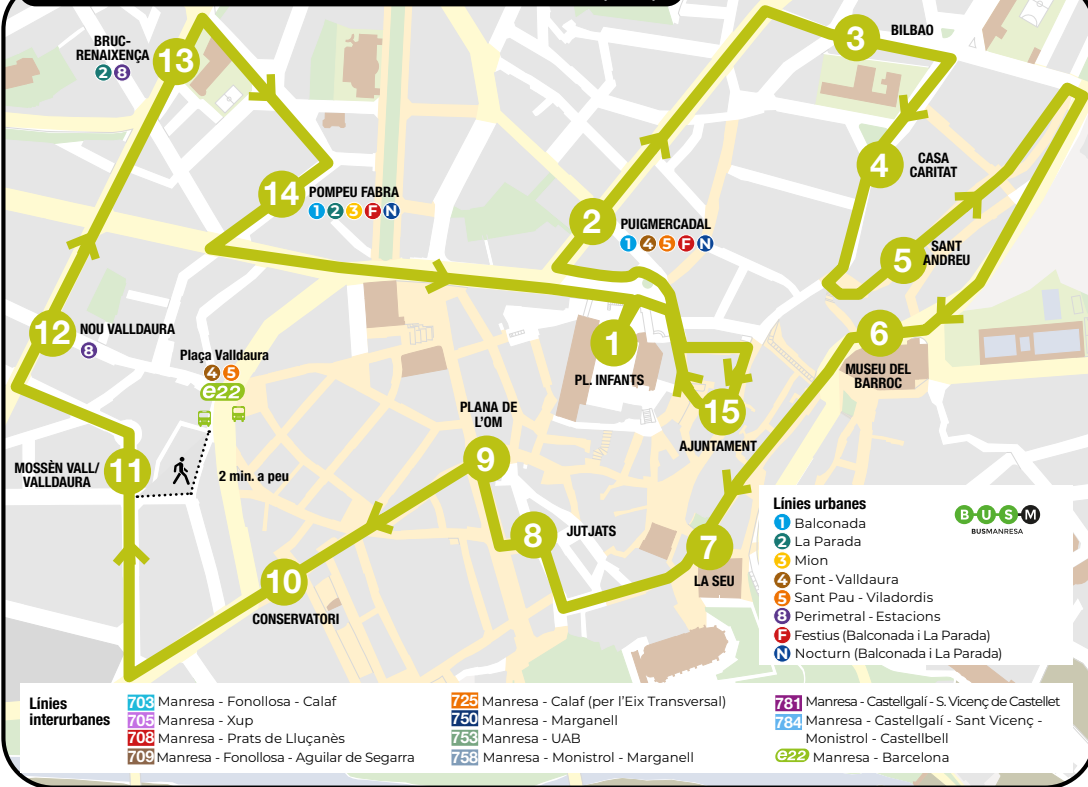 BRUC-
RENAIXENÇA
2 8
13
3
BILBAO
4
CASA
CARITAT
14
POMPEU FABRA
1 2 3 F N
2
PUIGMERCADAL
1 4 5 F N
5
SANT
ANDREU
12
NOU VALLDAURA
8
Plaça Valldaura
4 5
e22
1
PL. INFANTS
6
MUSEU DEL
BARROC
15
AJUNTAMENT
PLANA DE
L'OM
9
MOSSÈN VALL/
VALLDAURA
11
2 min. a peu
8
JUTJATS
7
LA SEU
10
CONSERVATORI
Línies urbanes
1 Balconada
2 La Parada
3 Mion
4 Font - Valldaura
5 Sant Pau - Viladordis
8 Perimetral - Estacions
F Festius (Balconada i La Parada)
N Nocturn (Balconada i La Parada)
B U S M
BUSMANRESA
Línies
interurbanes
703 Manresa - Fonollosa - Calaf
705 Manresa - Xup
708 Manresa - Prats de Lluçanès
709 Manresa - Fonollosa - Aguilar de Segarra
725 Manresa - Calaf (per l'Eix Transversal)
750 Manresa - Marganell
753 Manresa - UAB
758 Manresa - Monistrol - Marganell
781 Manresa - Castellgalí - S. Vicenç de Castellet
784 Manresa - Castellgalí - Sant Vicenç -
Monistrol - Castellbell
e22 Manresa - Barcelona